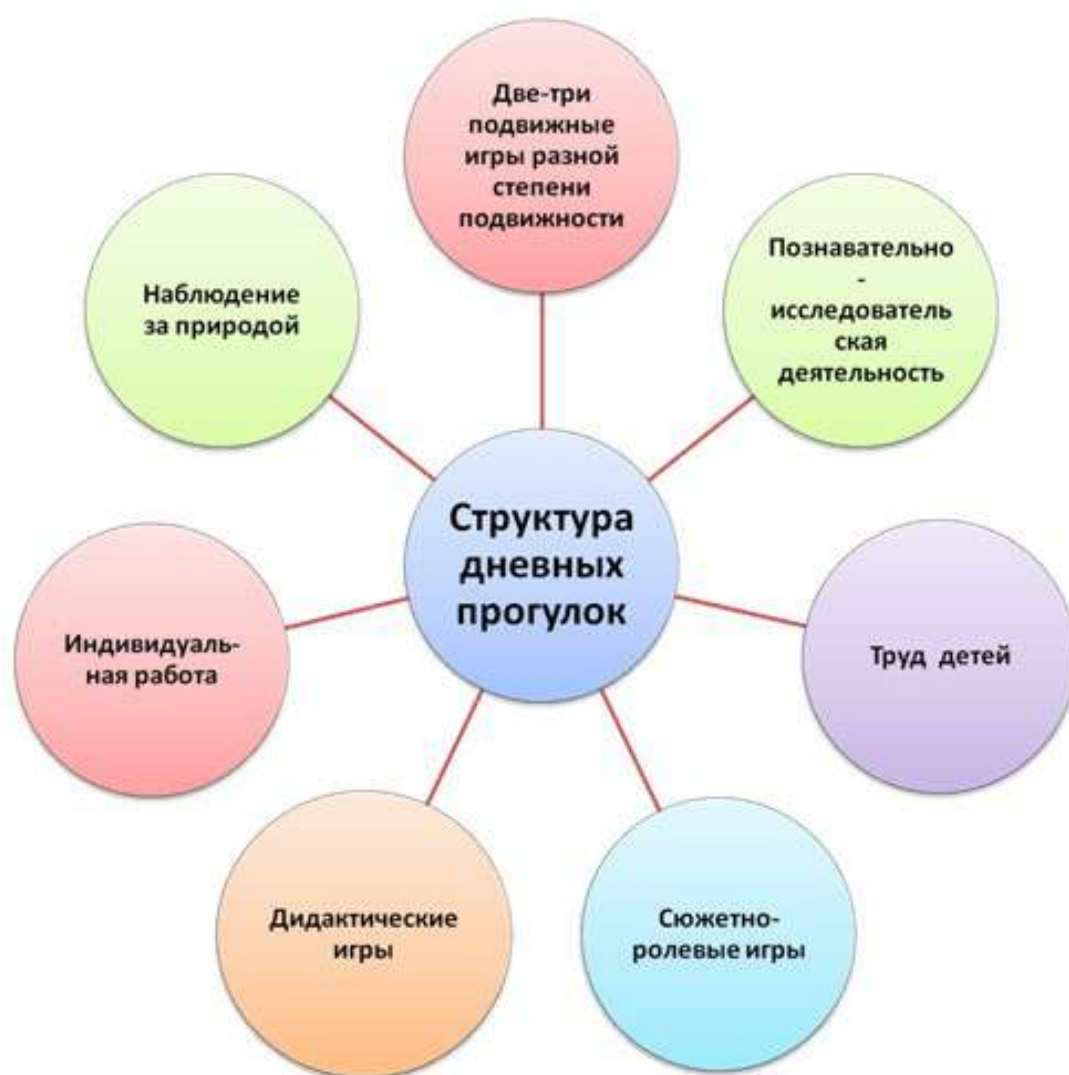 Две-три
подвижные
игры разной
степени
подвижности
Познавательно
-
исследователь
ская
деятельность
Наблюдение
за природой
Структура
дневных
прогулок
Труд детей
Индивидуаль-
ная работа
Дидактические
игры
Сюжетно-
ролевые игры